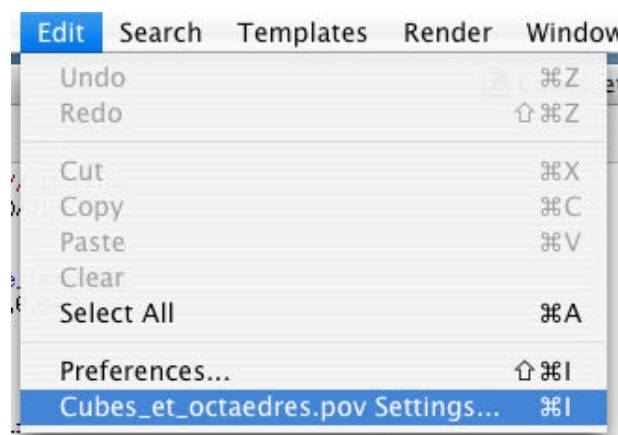 Edit Search Templates Render Window
Undo ⌘Z
Redo ⇧⌘Z
Cut ⌘X
Copy ⌘C
Paste ⌘V
Clear
Select All ⌘A
Preferences... ⇧⌘I
Cubes_et_octaedres.pov Settings... ⌘I